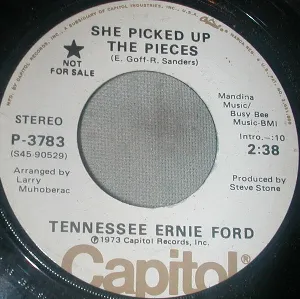 SHE PICKED UP
THE PIECES
(E. Goff-R. Sanders)
★
NOT
FOR SALE
Mandina
Music/
Busy Bee
Music-BMI
STEREO
P-3783
(S45-90529)
Intro.-:10
2:38
Arranged by
Larry
Muhoberac
Produced by
Steve Stone
TENNESSEE ERNIE FORD
℗1973 Capitol Records, Inc.
Capitol®